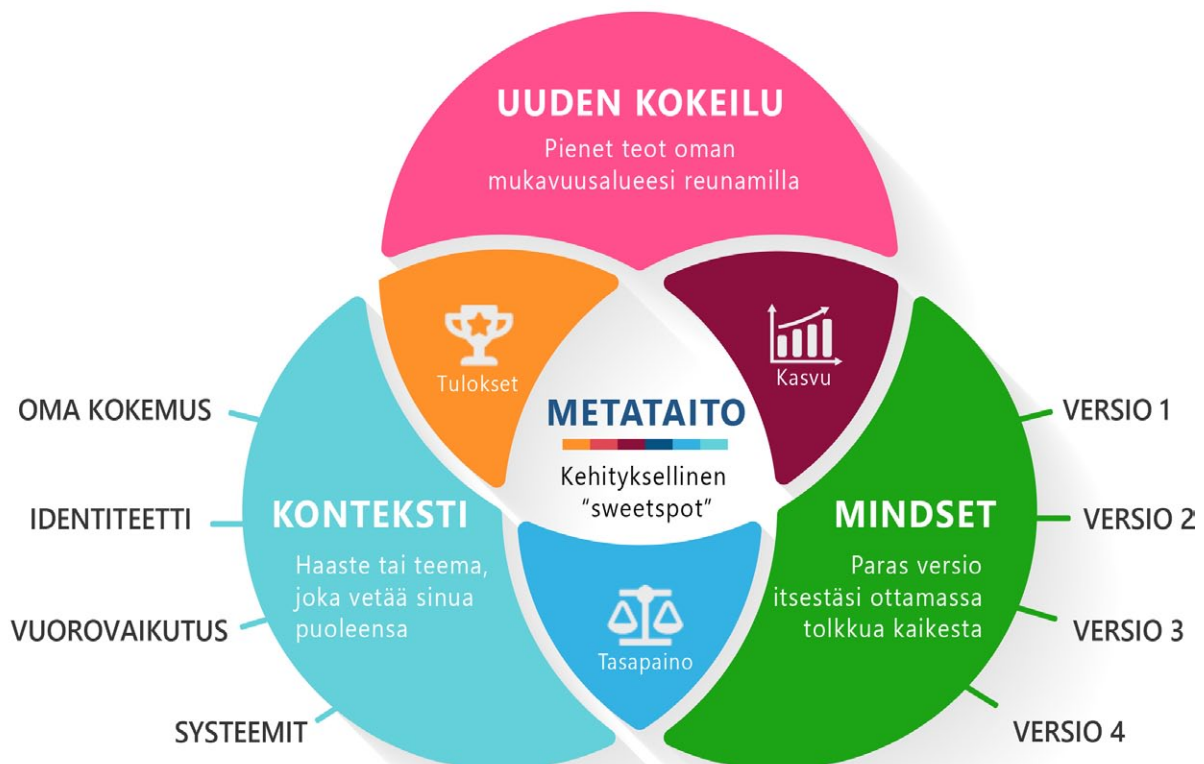 UUDEN KOKEILU
Pienet teot oman
mukavuusalueesi reunamilla
Tulokset
Kasvu
METATAITO
Kehityksellinen
“sweetspot”
OMA KOKEMUS
IDENTITEETTI
VUOROVAIKUTUS
SYSTEEMIT
KONTEKSTI
Haaste tai teema,
joka vetää sinua
puoleensa
Tasapaino
MINDSET
Paras versio
itsestäsi ottamassa
tolkkua kaikesta
VERSIO 1
VERSIO 2
VERSIO 3
VERSIO 4